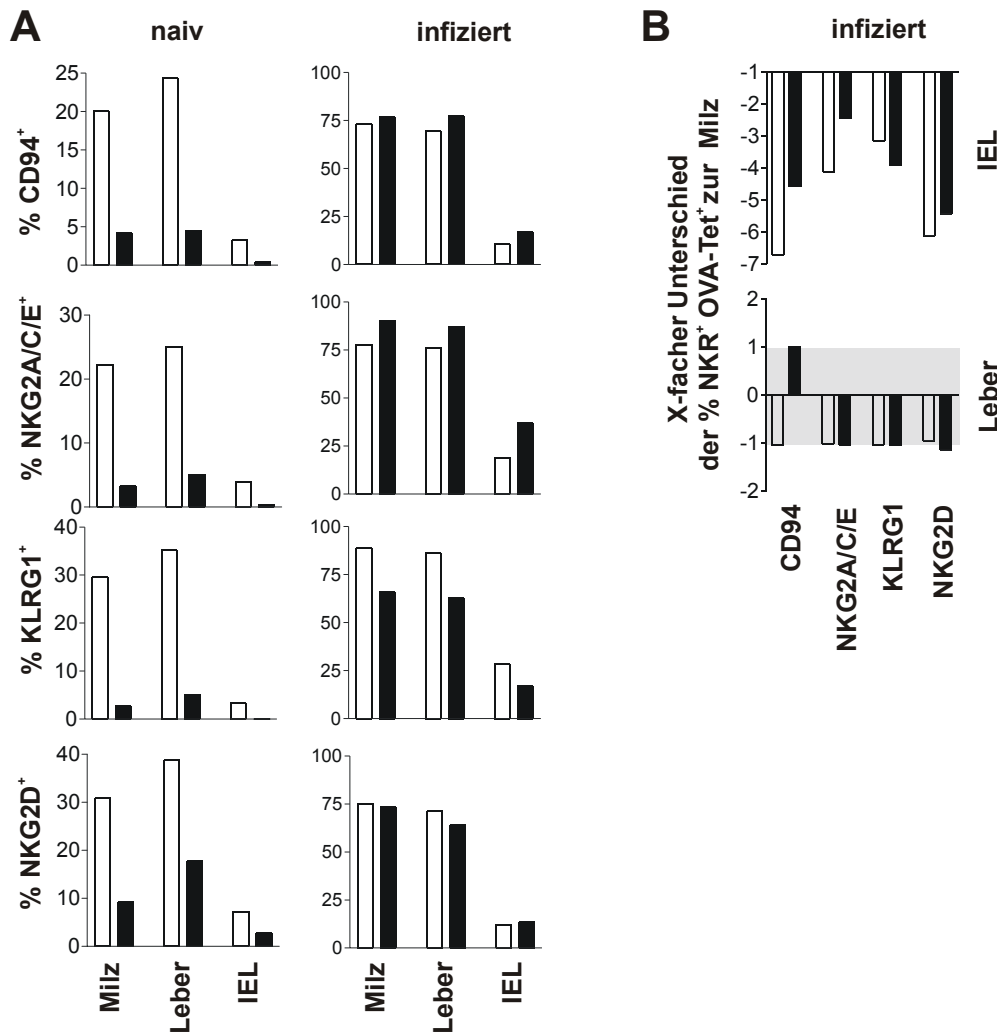 A
naiv
infiziert
% CD94⁺
25
20
15
10
5
0
100
75
50
25
0
% NKG2A/C/E⁺
30
20
10
0
100
75
50
25
0
% KLRG1⁺
40
30
20
10
0
100
75
50
25
0
% NKG2D⁺
40
30
20
10
0
100
75
50
25
0
Milz
Leber
IEL
Milz
Leber
IEL
B
infiziert
X-facher Unterschied
der % NKR⁺ OVA-Tet⁺ zur Milz
-1
-2
-3
-4
-5
-6
-7
IEL
2
1
0
-1
-2
Leber
CD94
NKG2A/C/E
KLRG1
NKG2D